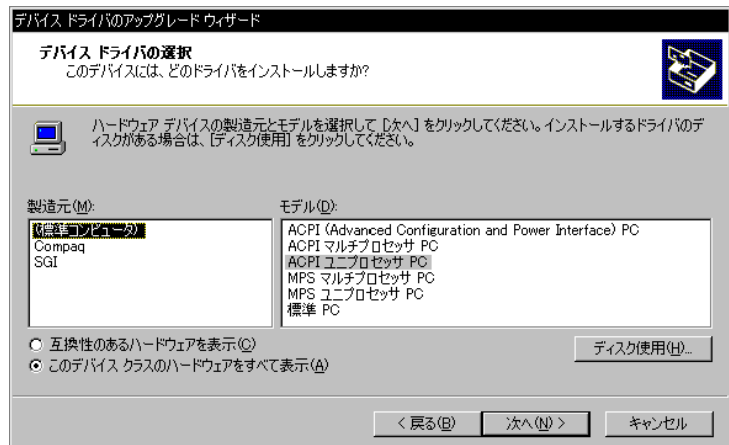 デバイス ドライバのアップグレード ウィザード
デバイス ドライバの選択
このデバイスには、どのドライバをインストールしますか?
ハードウェア デバイスの製造元とモデルを選択して [次へ] をクリックしてください。インストールするドライバのデ
ィスクがある場合は、[ディスク使用] をクリックしてください。
製造元(M):
(標準コンピュータ)
Compaq
SGI
モデル(D):
ACPI (Advanced Configuration and Power Interface) PC
ACPI マルチプロセッサ PC
ACPI ユニプロセッサ PC
MPS マルチプロセッサ PC
MPS ユニプロセッサ PC
標準 PC
互換性のあるハードウェアを表示(C)
このデバイス クラスのハードウェアをすべて表示(A)
ディスク使用(H)...
< 戻る(B)
次へ(N) >
キャンセル